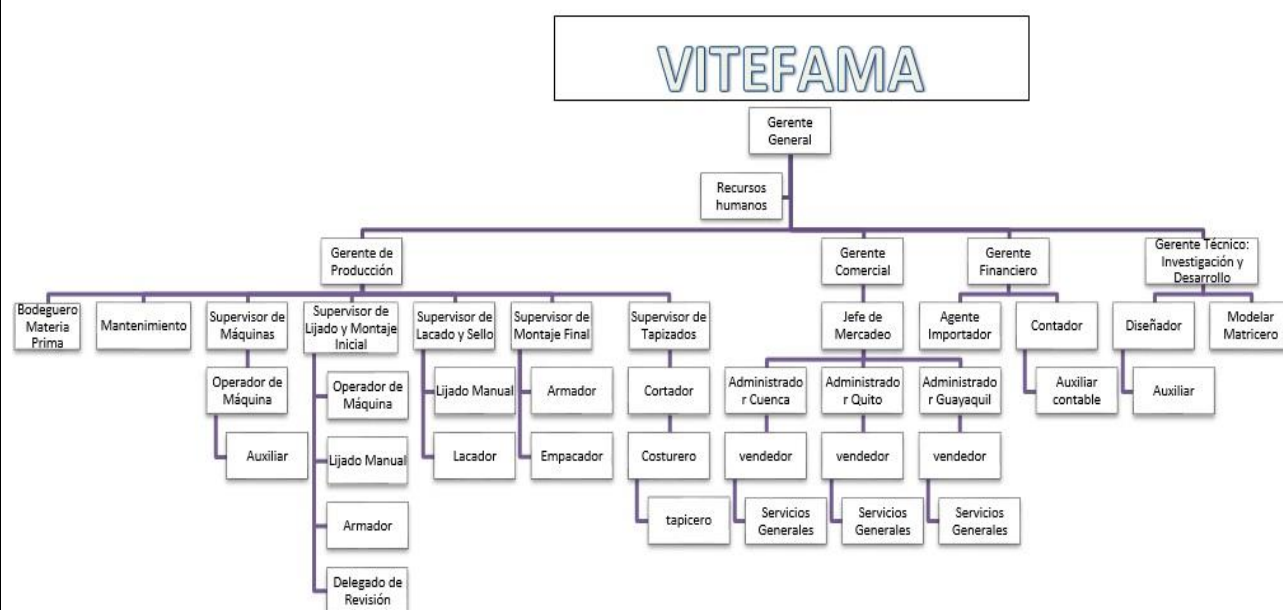 VITEFAMA
Gerente
General
Recursos
humanos
Gerente de
Producción
Gerente
Comercial
Gerente
Financiero
Gerente Técnico:
Investigación y
Desarrollo
Bodeguero
Materia
Prima
Mantenimiento
Supervisor de
Máquinas
Supervisor de
Lijado y Montaje
Inicial
Supervisor de
Lacado y Sello
Supervisor de
Montaje Final
Supervisor de
Tapizados
Jefe de
Mercadeo
Agente
Importador
Contador
Diseñador
Modelar
Matricero
Operador de
Máquina
Operador de
Máquina
Lijado Manual
Armador
Cortador
Administrado
r Cuenca
Administrado
r Quito
Administrado
r Guayaquil
Auxiliar
contable
Auxiliar
Auxiliar
Lijado Manual
Lacador
Empacador
Costurero
vendedor
vendedor
vendedor
Armador
tapicero
Servicios
Generales
Servicios
Generales
Servicios
Generales
Delegado de
Revisión